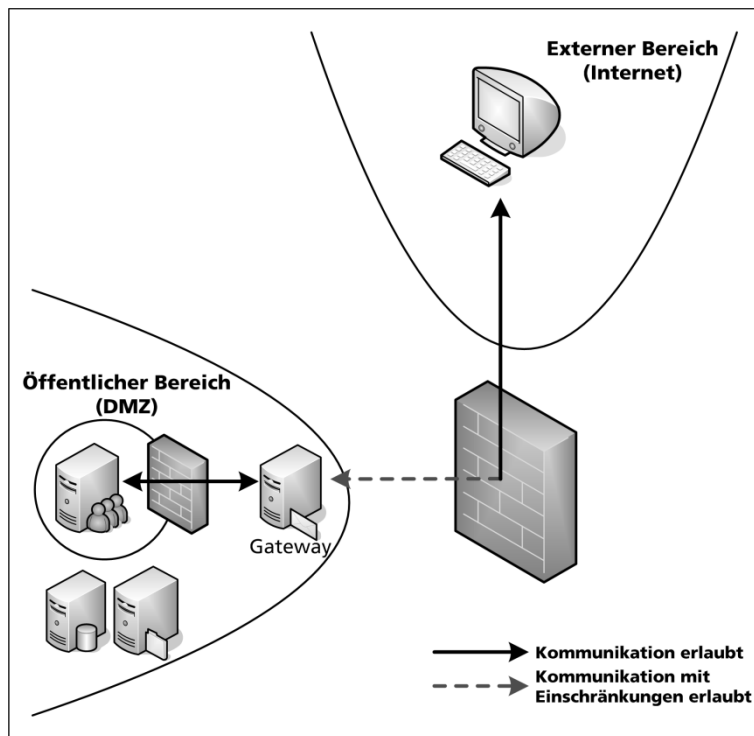 Externer Bereich
(Internet)
Öffentlicher Bereich
(DMZ)
Gateway
Kommunikation erlaubt
Kommunikation mit
Einschränkungen erlaubt